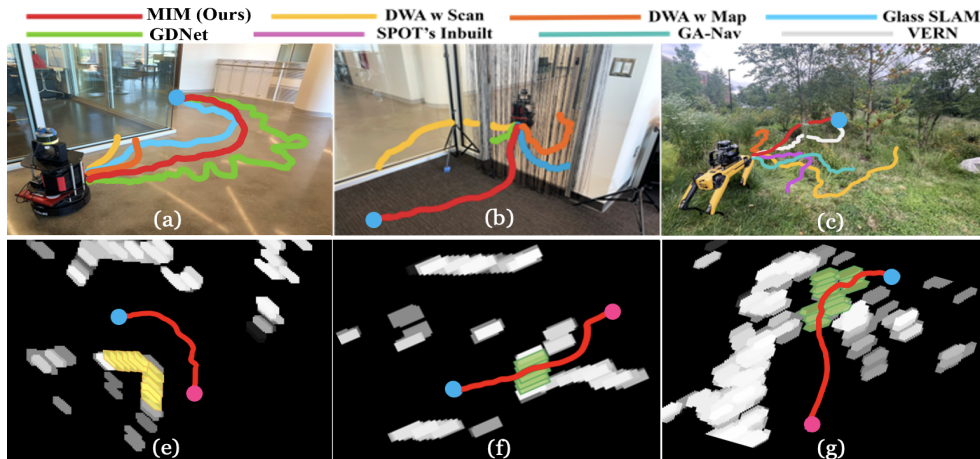 MIM (Ours) DWA w Scan DWA w Map Glass SLAM
GDNet SPOT's Inbuilt GA-Nav VERN
(a) (b) (c)
(e) (f) (g)